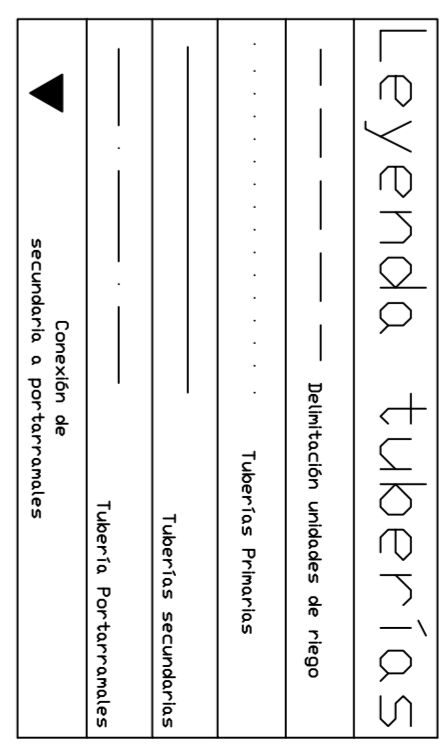 Leyenda tuberías
Delimitación unidades de riego
Tuberías Primarias
Tuberías secundarias
Tubería Portarramales
Conexión de
secundaria a portarramales